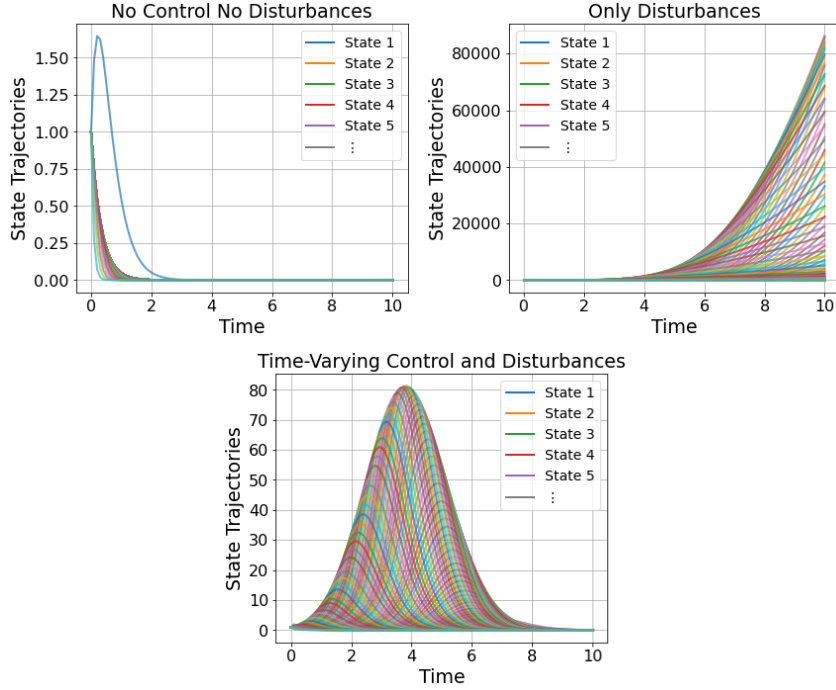 No Control No Disturbances
State Trajectories
1.50
1.25
1.00
0.75
0.50
0.25
0.00
State 1
State 2
State 3
State 4
State 5
⋮
0 2 4 6 8 10
Time
Only Disturbances
State Trajectories
80000
60000
40000
20000
0
State 1
State 2
State 3
State 4
State 5
⋮
0 2 4 6 8 10
Time
Time-Varying Control and Disturbances
State Trajectories
80
70
60
50
40
30
20
10
0
State 1
State 2
State 3
State 4
State 5
⋮
0 2 4 6 8 10
Time